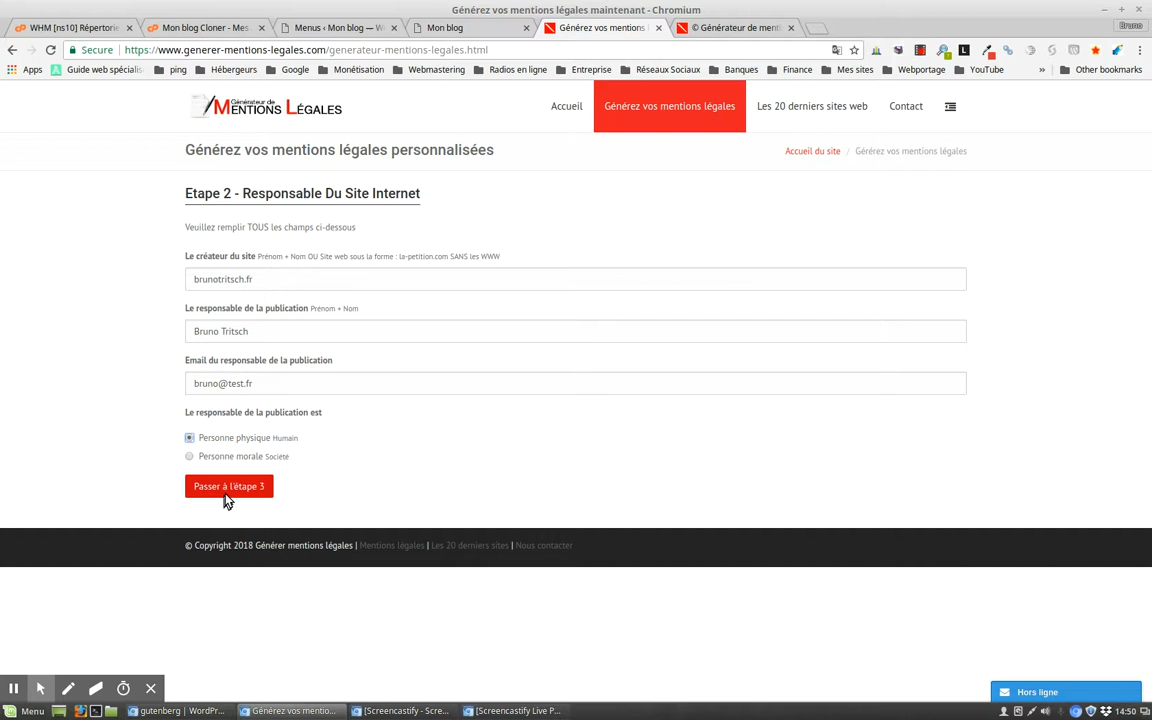 Générez vos mentions légales maintenant - Chromium
WHM [ns10] Répertorie
Mon blog Cloner - Mes
Menus ‹ Mon blog — W
Mon blog
Générez vos mentions
© Générateur de menti
Bruno
Secure
https://www.generer-mentions-legales.com/generateur-mentions-legales.html
Apps
Guide web spécialis
ping
Hébergeurs
Google
Monétisation
Webmastering
Radios en ligne
Entreprise
Réseaux Sociaux
Banques
Finance
Mes sites
Webportage
YouTube
»
Other bookmarks
Générateur de
MENTIONS LÉGALES
Accueil
Générez vos mentions légales
Les 20 derniers sites web
Contact
Générez vos mentions légales personnalisées
Accueil du site / Gérérez vos mentions légales
Etape 2 - Responsable Du Site Internet
Veuillez remplir TOUS les champs ci-dessous
Le créateur du site Prénom + Nom OU Site web sous la forme : la-petition.com SANS les WWW
brunotritsch.fr
Le responsable de la publication Prénom + Nom
Bruno Tritsch
Email du responsable de la publication
bruno@test.fr
Le responsable de la publication est
Personne physique Humain
Personne morale Société
Passer à l'étape 3
© Copyright 2018 Générer mentions légales | Mentions légales | Les 20 derniers sites | Nous contacter
Hors ligne
Menu
gutenberg | WordPr...
Générez vos mentio...
[Screencastify - Scre...
[Screencastify Live P...
14:50